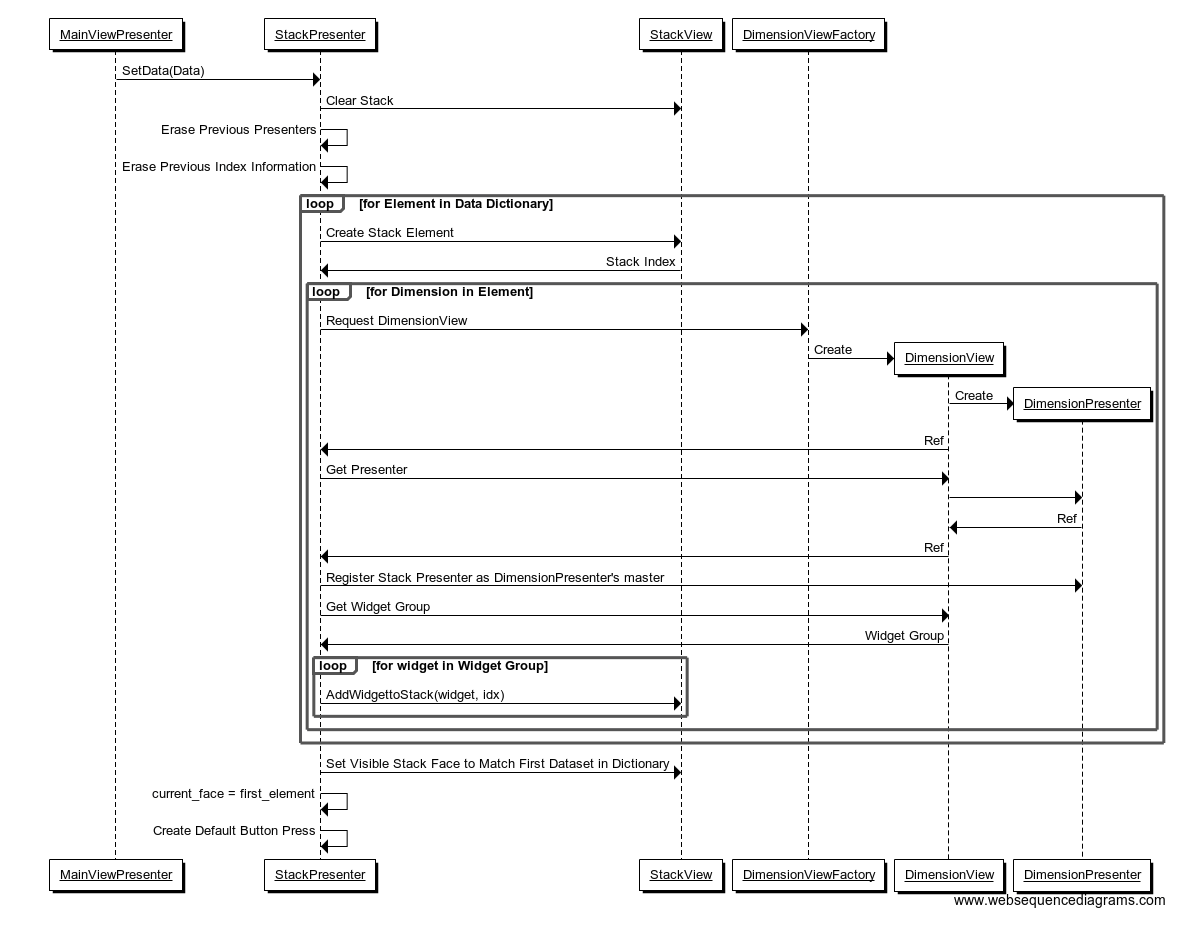 MainViewPresenter
StackPresenter
StackView
DimensionViewFactory
SetData(Data)
Clear Stack
Erase Previous Presenters
Erase Previous Index Information
loop [for Element in Data Dictionary]
Create Stack Element
Stack Index
loop [for Dimension in Element]
Request DimensionView
Create
DimensionView
Create
DimensionPresenter
Ref
Get Presenter
Ref
Ref
Register Stack Presenter as DimensionPresenter's master
Get Widget Group
Widget Group
loop [for widget in Widget Group]
AddWidgettoStack(widget, idx)
Set Visible Stack Face to Match First Dataset in Dictionary
current_face = first_element
Create Default Button Press
MainViewPresenter
StackPresenter
StackView
DimensionViewFactory
DimensionView
DimensionPresenter
www.websequencediagrams.com